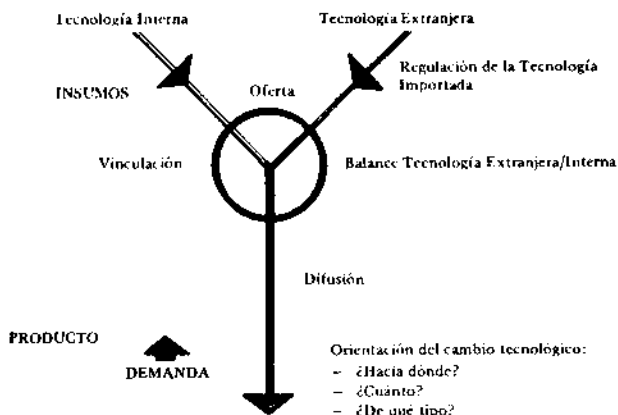 Tecnología Interna
Tecnología Extranjera
Regulación de la Tecnología
Importada
INSUMOS
Oferta
Vinculación
Balance Tecnología Extranjera/Interna
Difusión
PRODUCTO
DEMANDA
Orientación del cambio tecnológico:
– ¿Hacía dónde?
– ¿Cuánto?
– ¿De qué tipo?